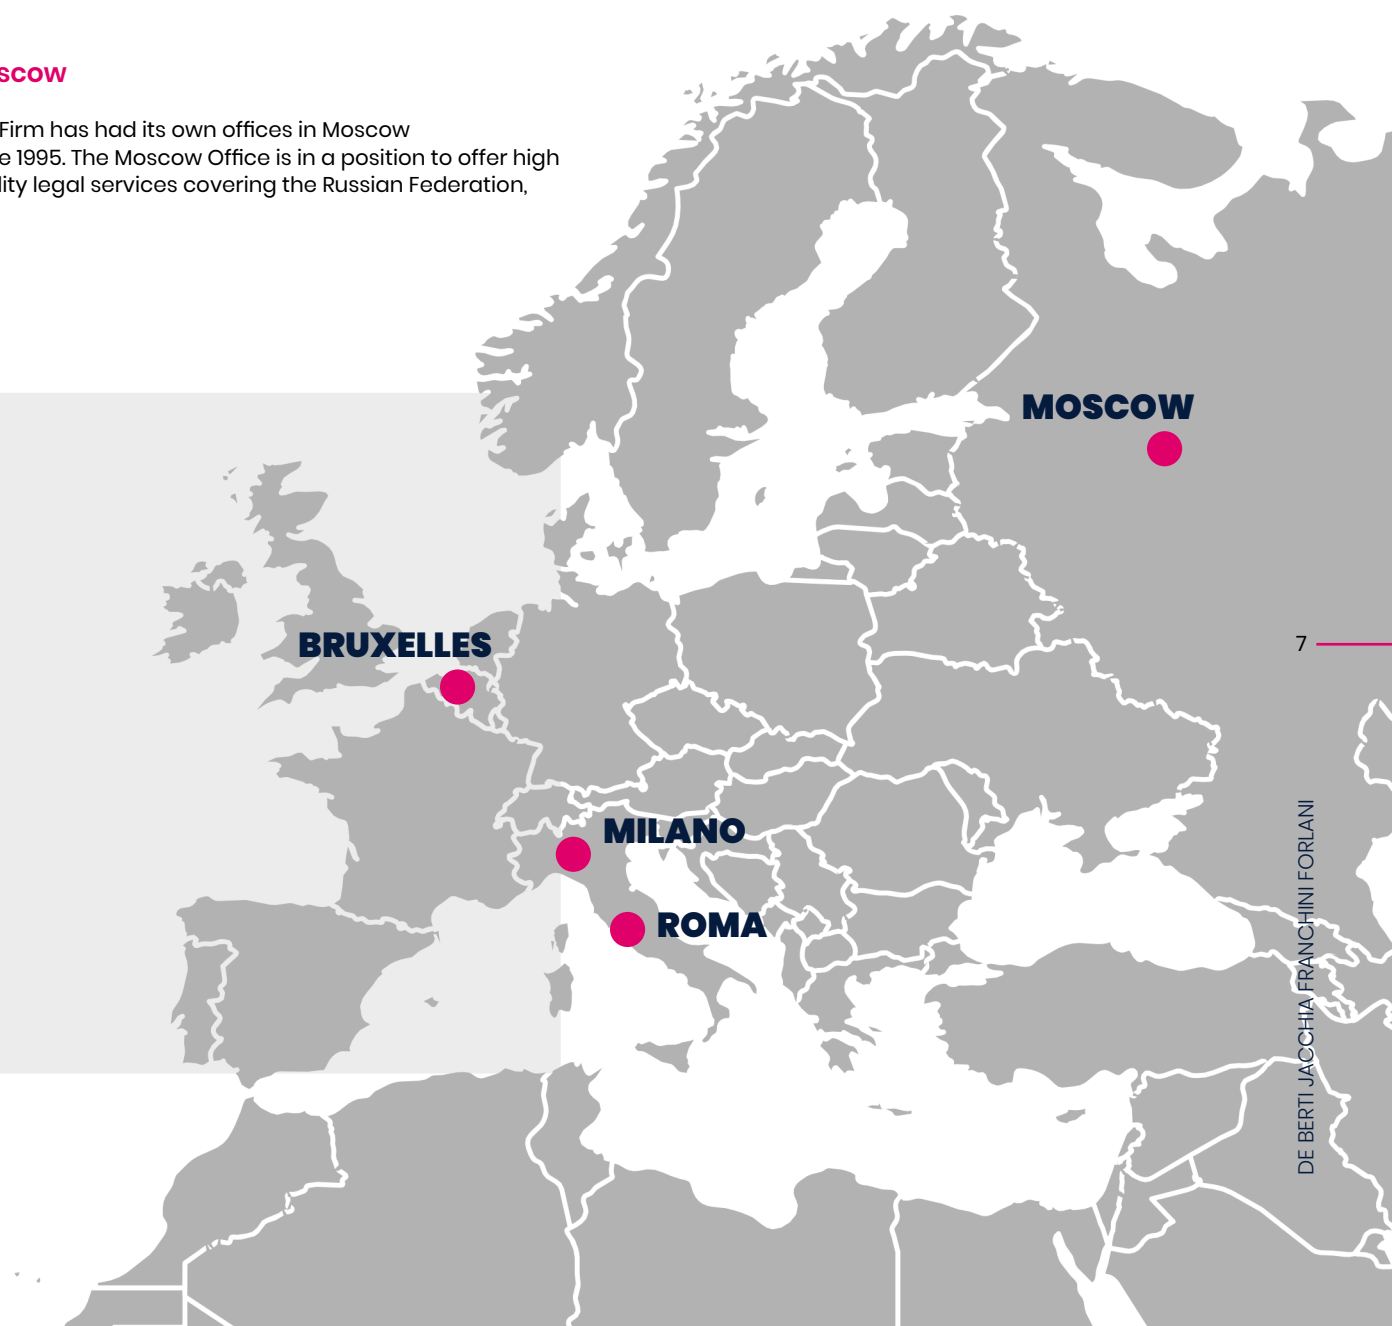 scow
Firm has had its own offices in Moscow
e 1995. The Moscow Office is in a position to offer high
lity legal services covering the Russian Federation,
MOSCOW
BRUXELLES
7
MILANO
ROMA
DE BERTI JACCHIA FRANCHINI FORLANI